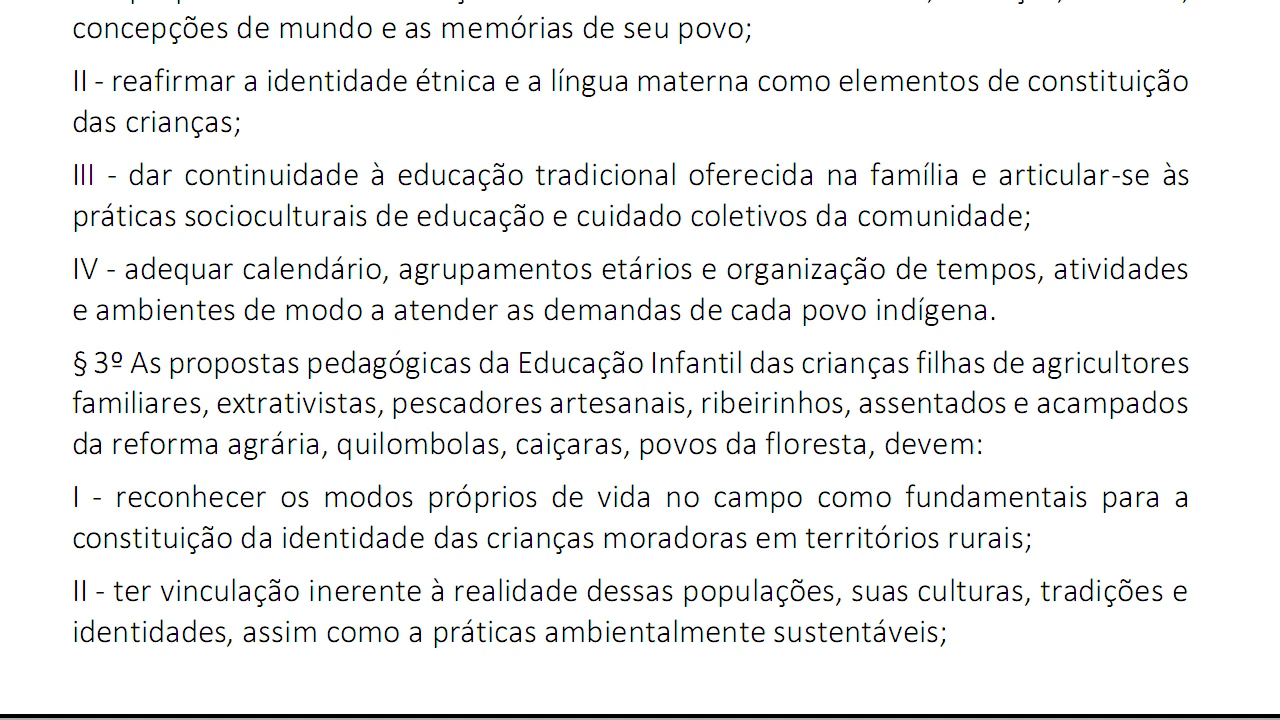 concepções de mundo e as memórias de seu povo;
II - reafirmar a identidade étnica e a língua materna como elementos de constituição
das crianças;
III - dar continuidade à educação tradicional oferecida na família e articular-se às
práticas socioculturais de educação e cuidado coletivos da comunidade;
IV - adequar calendário, agrupamentos etários e organização de tempos, atividades
e ambientes de modo a atender as demandas de cada povo indígena.
§ 3º As propostas pedagógicas da Educação Infantil das crianças filhas de agricultores
familiares, extrativistas, pescadores artesanais, ribeirinhos, assentados e acampados
da reforma agrária, quilombolas, caiçaras, povos da floresta, devem:
I - reconhecer os modos próprios de vida no campo como fundamentais para a
constituição da identidade das crianças moradoras em territórios rurais;
II - ter vinculação inerente à realidade dessas populações, suas culturas, tradições e
identidades, assim como a práticas ambientalmente sustentáveis;